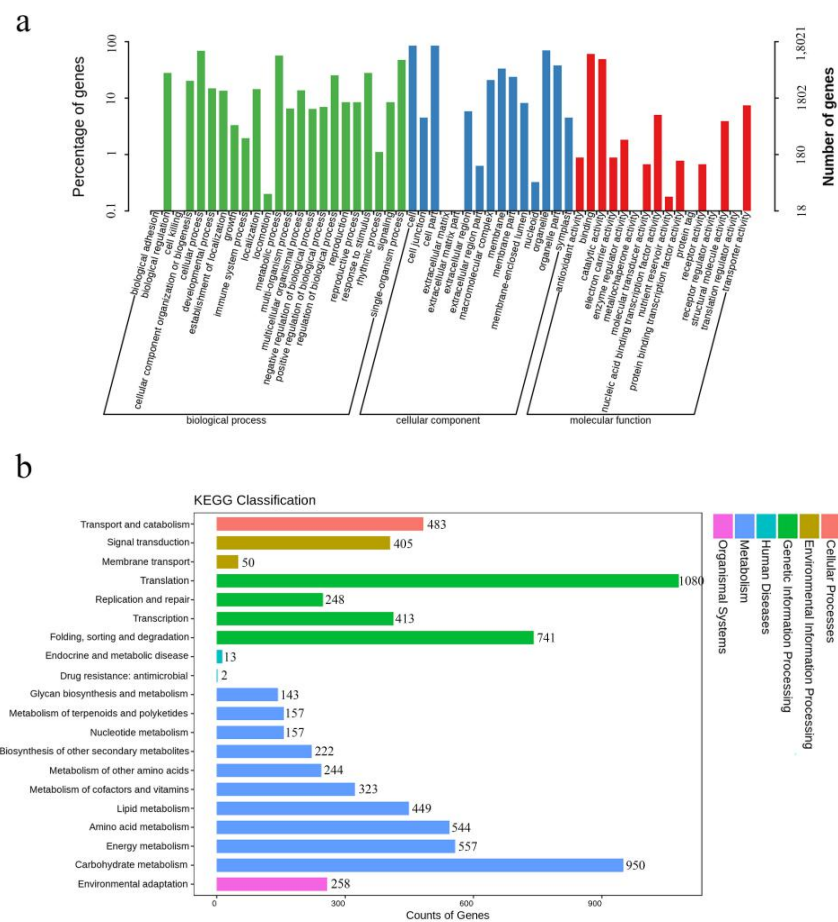 a
Percentage of genes
100
10
1
0.1
1,8021
1802
180
18
Number of genes
biological adhesion
biological regulation
cell killing
cellular component organization or biogenesis
cellular process
developmental process
establishment of localization
growth
immune system process
localization
locomotion
metabolic process
multi-organism process
multicellular organismal process
negative regulation of biological process
positive regulation of biological process
regulation of biological process
reproduction
reproductive process
response to stimulus
rhythmic process
signaling
single-organism process
cell
cell junction
cell part
extracellular matrix
extracellular matrix part
extracellular region
extracellular region part
macromolecular complex
membrane
membrane part
membrane-enclosed lumen
nucleoid
organelle
organelle part
symplast
antioxidant activity
binding
catalytic activity
electron carrier activity
enzyme regulator activity
metallochaperone activity
molecular transducer activity
nucleic acid binding transcription factor activity
nutrient reservoir activity
protein binding transcription factor activity
protein tag
receptor activity
receptor regulator activity
structural molecule activity
translation regulator activity
transporter activity
biological process
cellular component
molecular function
b
KEGG Classification
Transport and catabolism
483
Signal transduction
405
Membrane transport
50
Translation
1080
Replication and repair
248
Transcription
413
Folding, sorting and degradation
741
Endocrine and metabolic disease
13
Drug resistance: antimicrobial
2
Glycan biosynthesis and metabolism
143
Metabolism of terpenoids and polyketides
157
Nucleotide metabolism
157
Biosynthesis of other secondary metabolites
222
Metabolism of other amino acids
244
Metabolism of cofactors and vitamins
323
Lipid metabolism
449
Amino acid metabolism
544
Energy metabolism
557
Carbohydrate metabolism
950
Environmental adaptation
258
0
300
600
900
Counts of Genes
Organismal Systems
Metabolism
Human Diseases
Genetic Information Processing
Environmental Information Processing
Cellular Processes